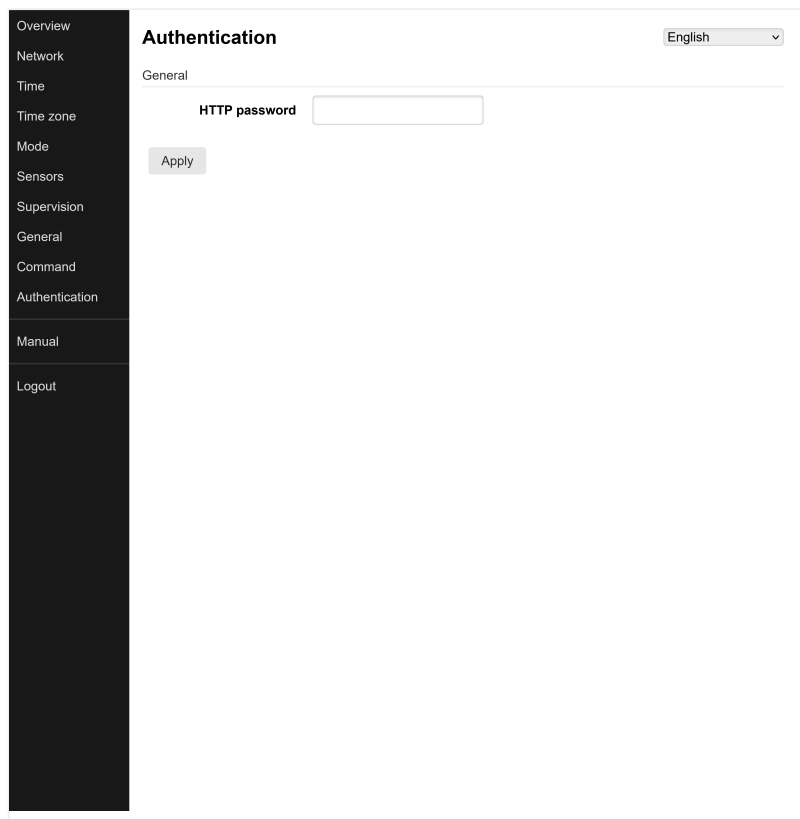 Overview
Network
Time
Time zone
Mode
Sensors
Supervision
General
Command
Authentication
Manual
Logout
Authentication
English
General
HTTP password
Apply